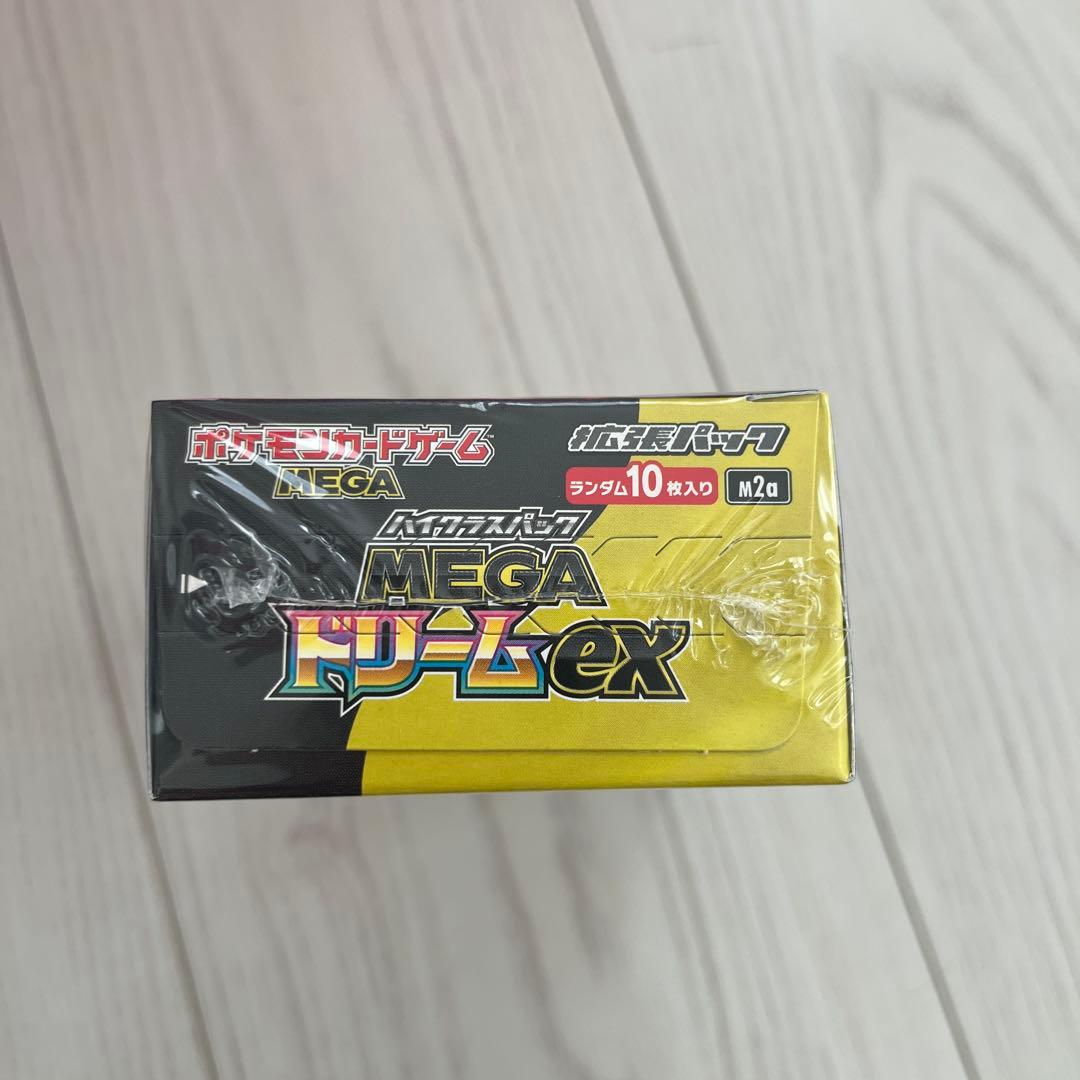 ポケモンカードゲーム
MEGA
拡張パック
ランダム10枚入り M2a
ハイクラスパック
MEGA
ドリームex